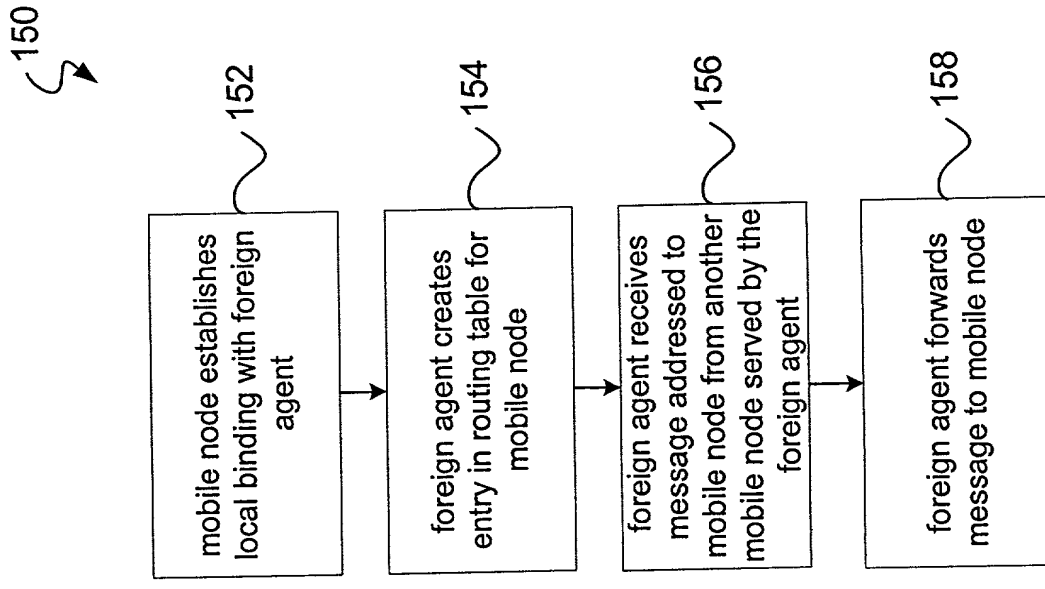 150
mobile node establishes
local binding with foreign
agent
152
foreign agent creates
entry in routing table for
mobile node
154
foreign agent receives
message addressed to
mobile node from another
mobile node served by the
foreign agent
156
foreign agent forwards
message to mobile node
158